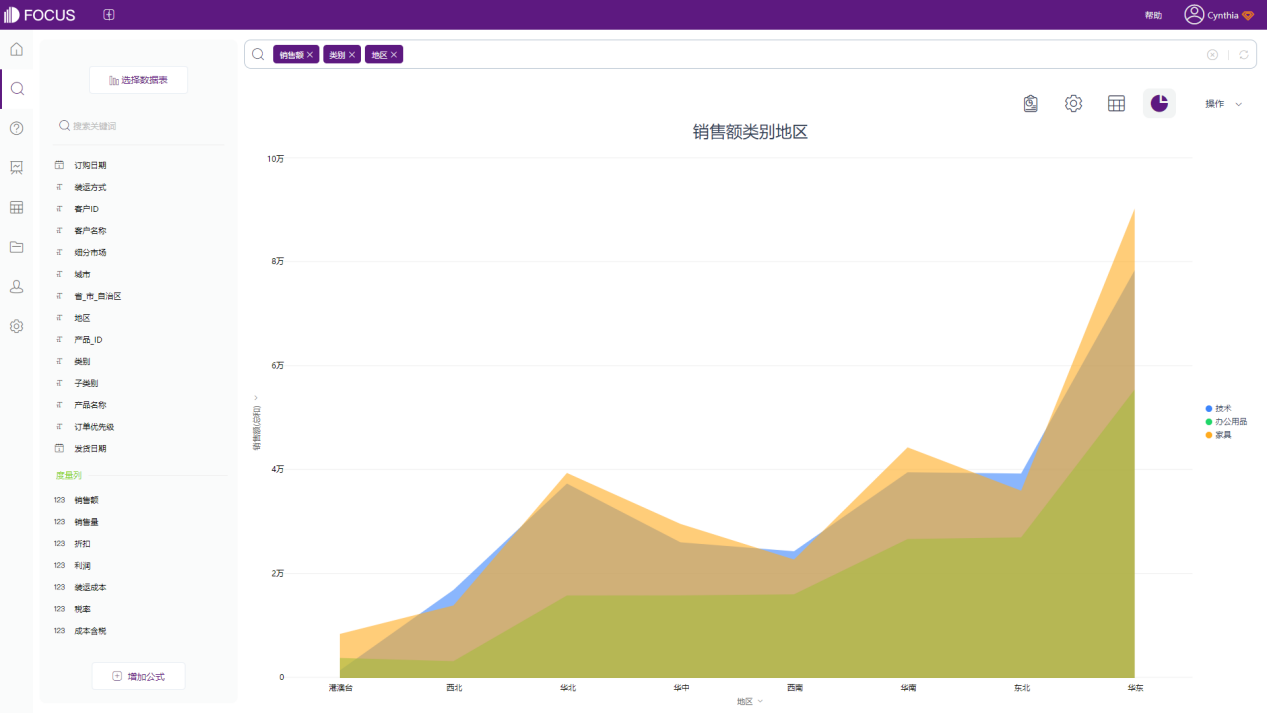 FOCUS
帮助
Cynthia
销售额
类别
地区
选择数据表
搜索关键词
订购日期
装运方式
客户ID
客户名称
细分市场
城市
省_市_自治区
地区
产品_ID
类别
子类别
产品名称
订单优先级
发货日期
度量列
123 销售额
123 销售量
123 折扣
123 利润
123 装运成本
123 税率
123 成本含税
增加公式
操作
销售额类别地区
10万
8万
6万
4万
2万
0
销售额(总和)
港澳台
西北
华北
华中
西南
华南
东北
华东
地区
技术
办公用品
家具